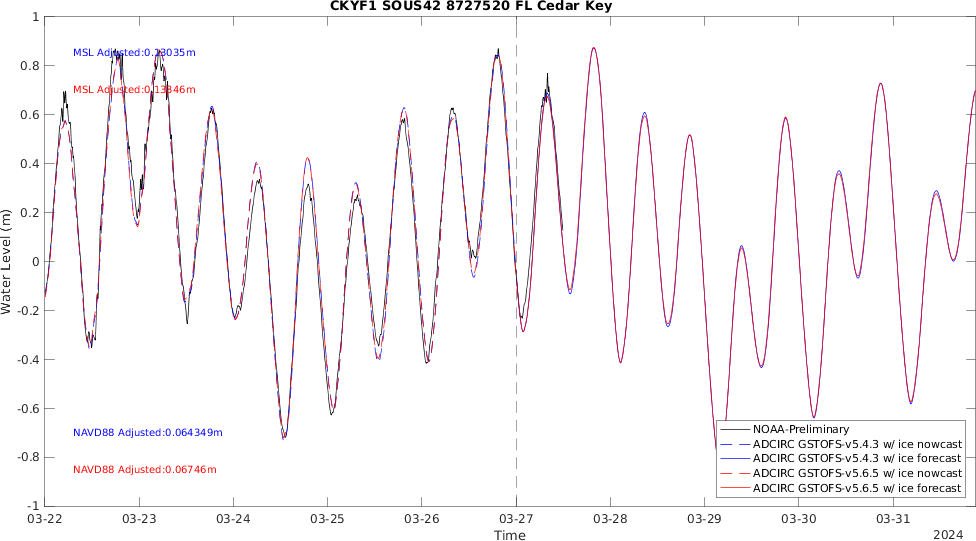 CKYF1 SOUS42 8727520 FL Cedar Key
1
0.8
0.6
0.4
0.2
0
-0.2
-0.4
-0.6
-0.8
-1
Water Level (m)
MSL Adjusted:0.13035m
MSL Adjusted:0.13346m
NAVD88 Adjusted:0.064349m
NAVD88 Adjusted:0.06746m
NOAA-Preliminary
ADCIRC GSTOFS-v5.4.3 w/ ice nowcast
ADCIRC GSTOFS-v5.4.3 w/ ice forecast
ADCIRC GSTOFS-v5.6.5 w/ ice nowcast
ADCIRC GSTOFS-v5.6.5 w/ ice forecast
03-22 03-23 03-24 03-25 03-26 03-27 03-28 03-29 03-30 03-31
Time
2024